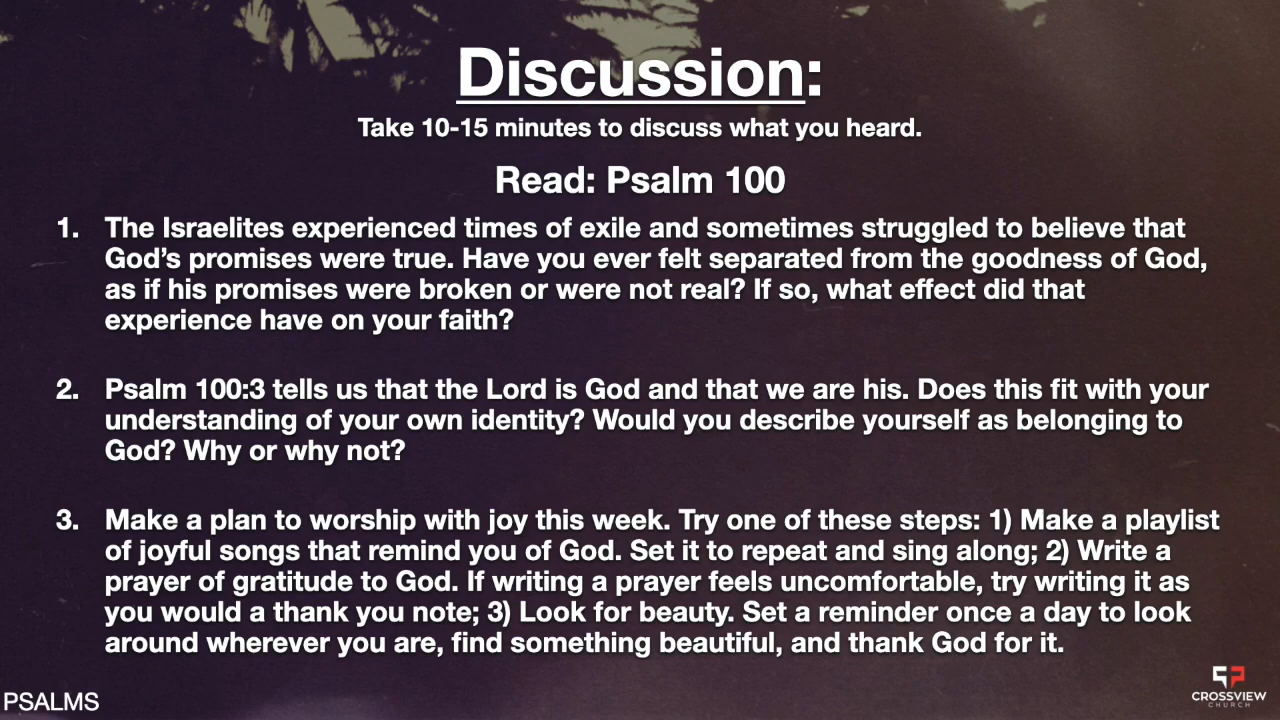 Discussion:
Take 10-15 minutes to discuss what you heard.
Read: Psalm 100
1. The Israelites experienced times of exile and sometimes struggled to believe that
God’s promises were true. Have you ever felt separated from the goodness of God,
as if his promises were broken or were not real? If so, what effect did that
experience have on your faith?
2. Psalm 100:3 tells us that the Lord is God and that we are his. Does this fit with your
understanding of your own identity? Would you describe yourself as belonging to
God? Why or why not?
3. Make a plan to worship with joy this week. Try one of these steps: 1) Make a playlist
of joyful songs that remind you of God. Set it to repeat and sing along; 2) Write a
prayer of gratitude to God. If writing a prayer feels uncomfortable, try writing it as
you would a thank you note; 3) Look for beauty. Set a reminder once a day to look
around wherever you are, find something beautiful, and thank God for it.
PSALMS
CROSSVIEW
CHURCH